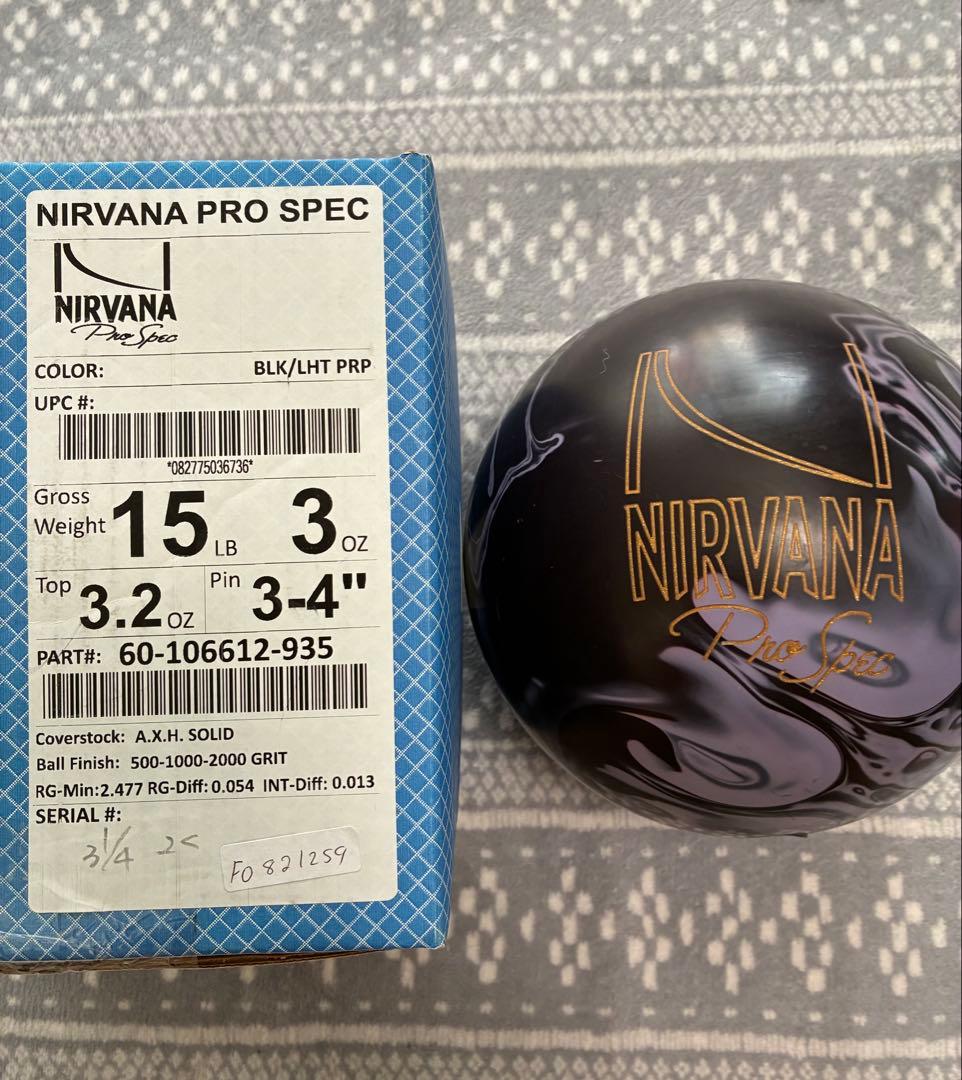 NIRVANA PRO SPEC
NIRVANA
Pro Spec
COLOR: BLK/LHT PRP
UPC #:
*082775036736*
Gross Weight 15 LB 3 OZ
Top 3.2 OZ Pin 3-4"
PART#: 60-106612-935
Coverstock: A.X.H. SOLID
Ball Finish: 500-1000-2000 GRIT
RG-Min:2.477 RG-Diff:0.054 INT-Diff: 0.013
SERIAL #:
3 1/4
FO821259
NIRVANA
Pro Spec